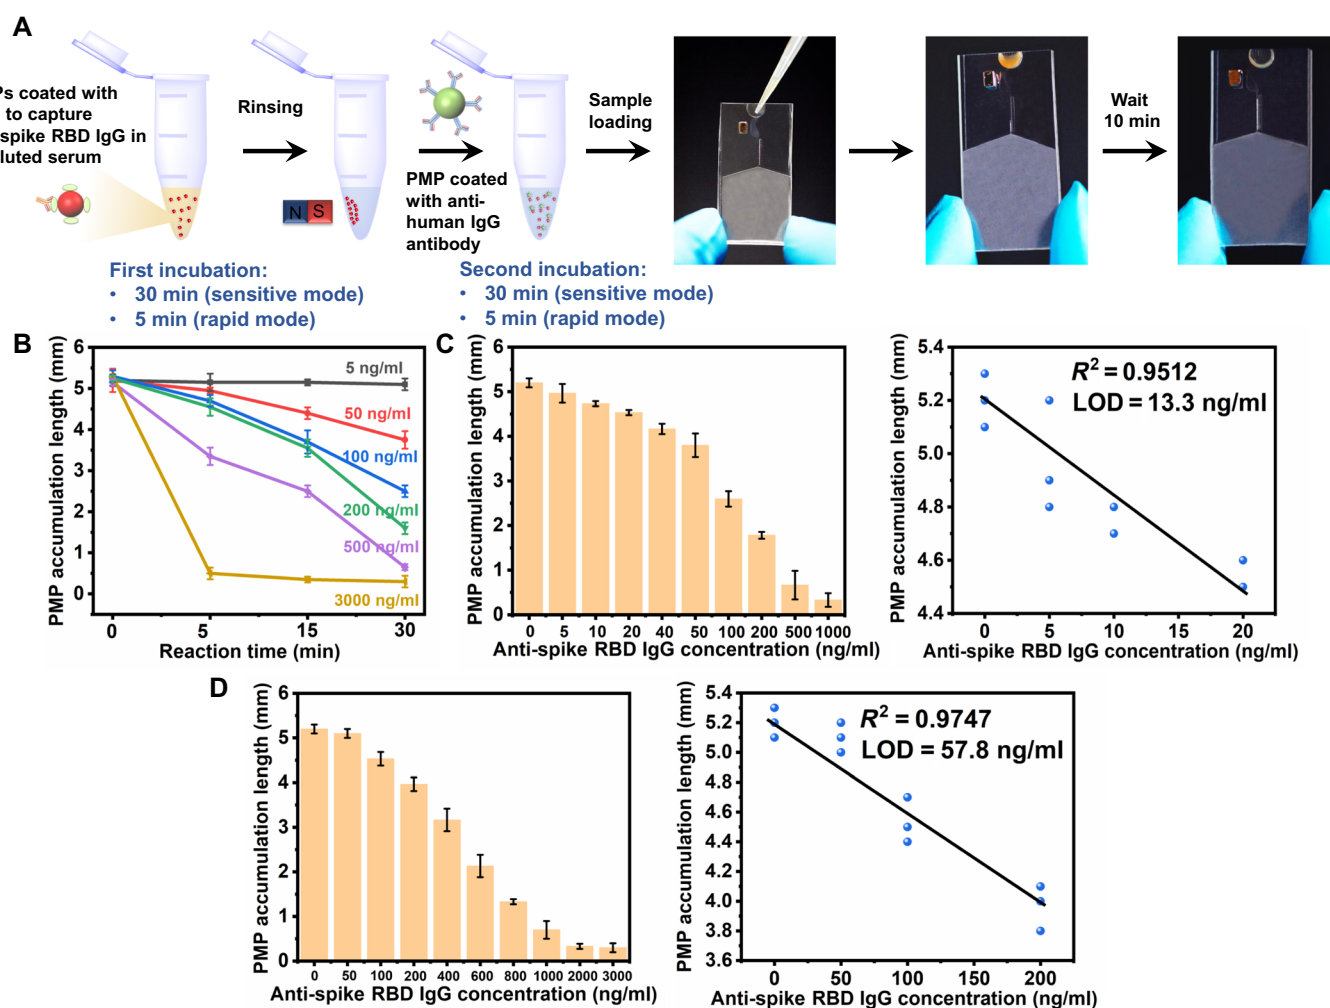 A
Ps coated with
to capture
spike RBD IgG in
luted serum
Rinsing
N S
PMP coated
with anti-
human IgG
antibody
Sample
loading
Wait
10 min
First incubation:
• 30 min (sensitive mode)
• 5 min (rapid mode)
Second incubation:
• 30 min (sensitive mode)
• 5 min (rapid mode)
B
PMP accumulation length (mm)
6
5
4
3
2
1
0
5 ng/ml
50 ng/ml
100 ng/ml
200 ng/ml
500 ng/ml
3000 ng/ml
0 5 15 30
Reaction time (min)
C
PMP accumulation length (mm)
6
5
4
3
2
1
0
0 5 10 20 40 50 100 200 500 1000
Anti-spike RBD IgG concentration (ng/ml)
PMP accumulation length (mm)
5.4
5.2
5.0
4.8
4.6
4.4
R² = 0.9512
LOD = 13.3 ng/ml
0 5 10 15 20
Anti-spike RBD IgG concentration (ng/ml)
D
PMP accumulation length (mm)
6
5
4
3
2
1
0
0 50 100 200 400 600 800 1000 2000 3000
Anti-spike RBD IgG concentration (ng/ml)
PMP accumulation length (mm)
5.4
5.2
5.0
4.8
4.6
4.4
4.2
4.0
3.8
3.6
R² = 0.9747
LOD = 57.8 ng/ml
0 50 100 150 200
Anti-spike RBD IgG concentration (ng/ml)